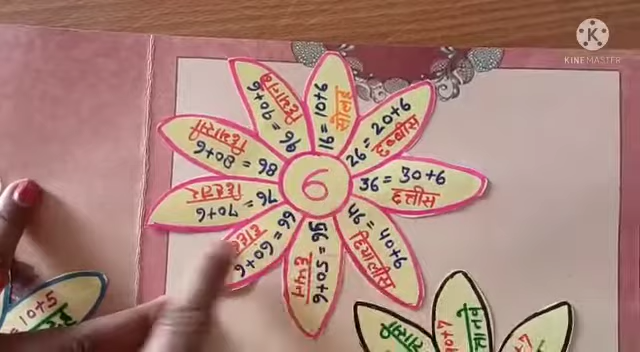 KINEMASTER
6
16 = 10+6
सोलह
26 = 20+6
छब्बीस
36 = 30+6
छत्तीस
46 = 40+6
छियालीस
56 = 50+6
छप्पन
66 = 60+6
76 = 70+6
छिहत्तर
86 = 80+6
छियासी
96 = 90+6
छियानवे
10+5